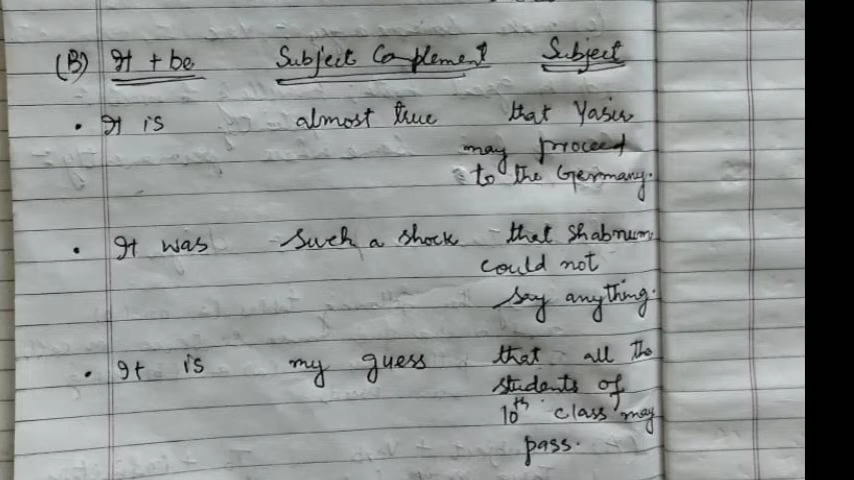 (B) It + be Subject Complement Subject
• It is almost true that Yasir
may proceed
to the Germany.
• It was such a shock that Shabnum
could not
say anything.
• It is my guess that all the
students of
10th class may
pass.